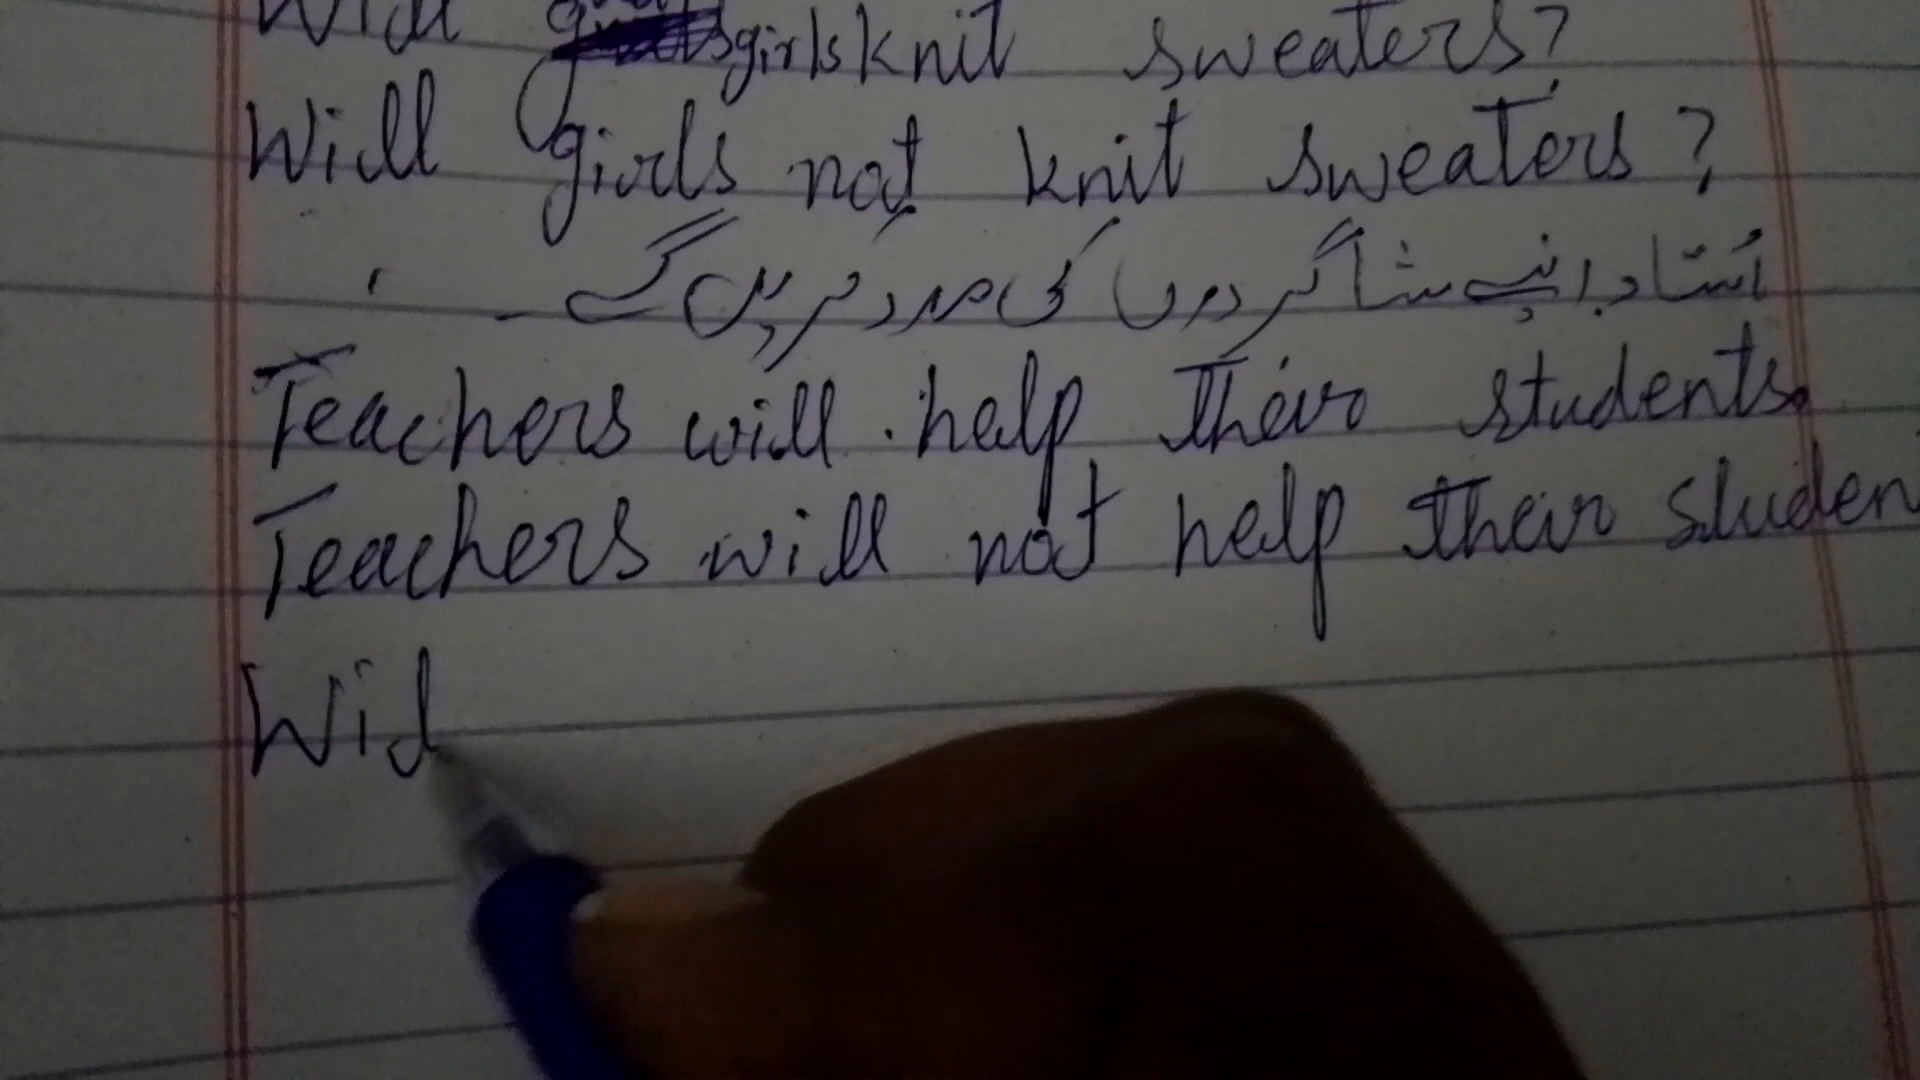 Will girls knit sweaters?
Will girls not knit sweaters?
اُستاد اپنے شاگردوں کی مدد کریں گے۔
Teachers will help their students.
Teachers will not help their studen
Wil